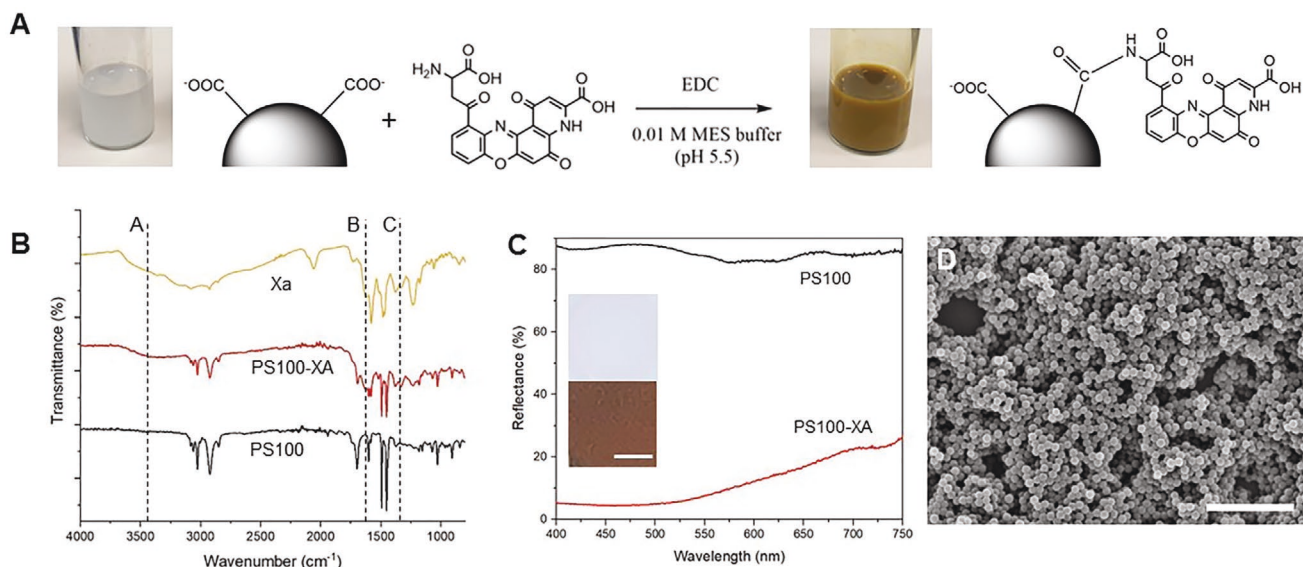 A
⁻OOC
COO⁻
+
H₂N
O
OH
O
O
O
OH
N
N
H
O
O
EDC
0.01 M MES buffer
(pH 5.5)
⁻OOC
O
H
N
O
OH
O
O
O
OH
N
NH
O
O
B
A
B
C
Xa
PS100-XA
PS100
Transmittance (%)
4000 3500 3000 2500 2000 1500 1000
Wavenumber (cm⁻¹)
C
80
60
40
20
0
Reflectance (%)
PS100
PS100-XA
400 450 500 550 600 650 700 750
Wavelength (nm)
D